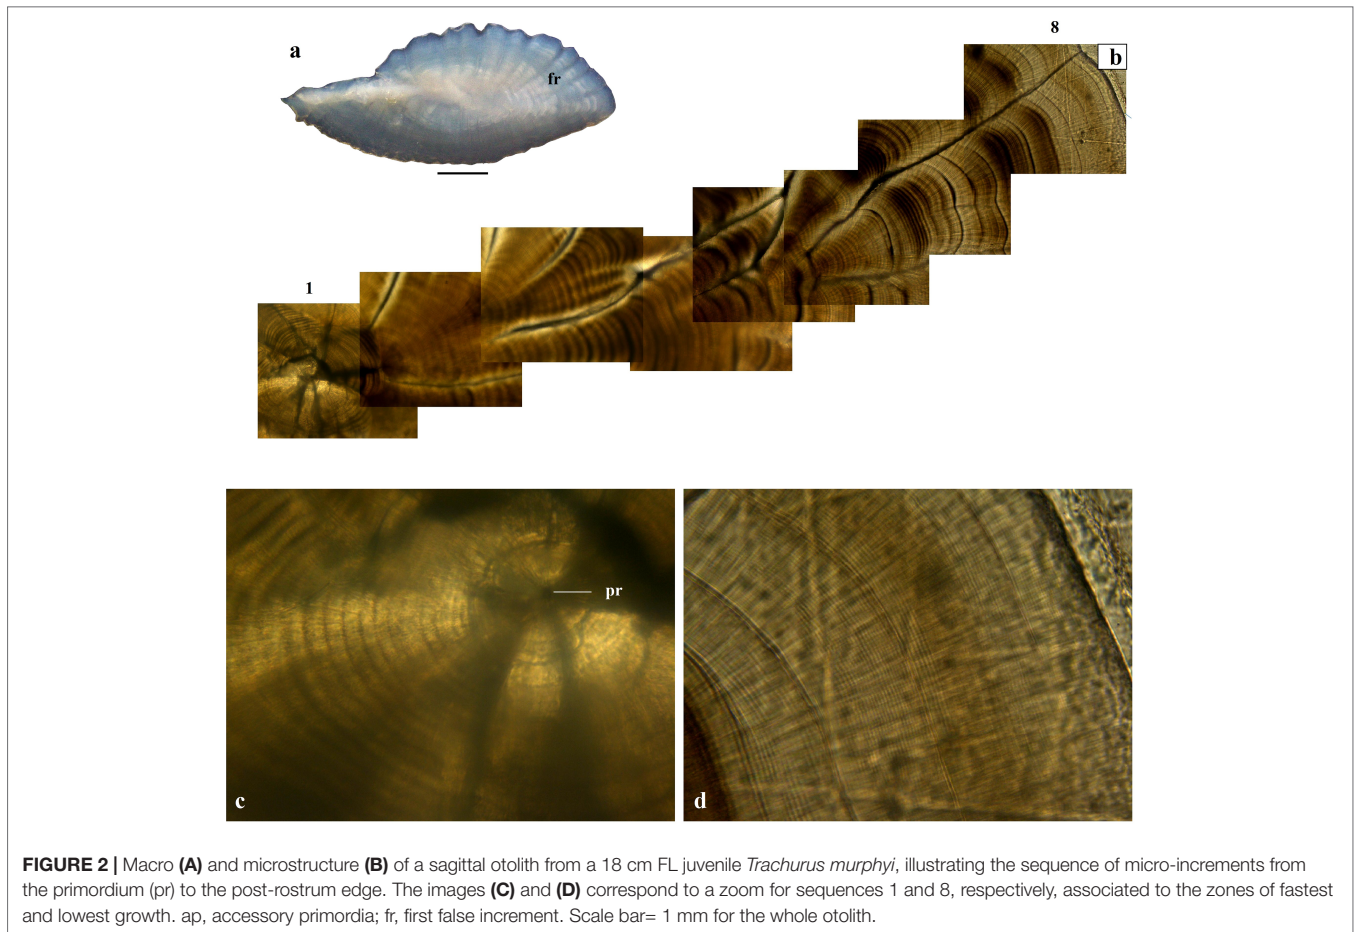 a
fr
8
b
1
pr
c
d
FIGURE 2 | Macro (A) and microstructure (B) of a sagittal otolith from a 18 cm FL juvenile Trachurus murphyi, illustrating the sequence of micro-increments from
the primordium (pr) to the post-rostrum edge. The images (C) and (D) correspond to a zoom for sequences 1 and 8, respectively, associated to the zones of fastest
and lowest growth. ap, accessory primordia; fr, first false increment. Scale bar= 1 mm for the whole otolith.